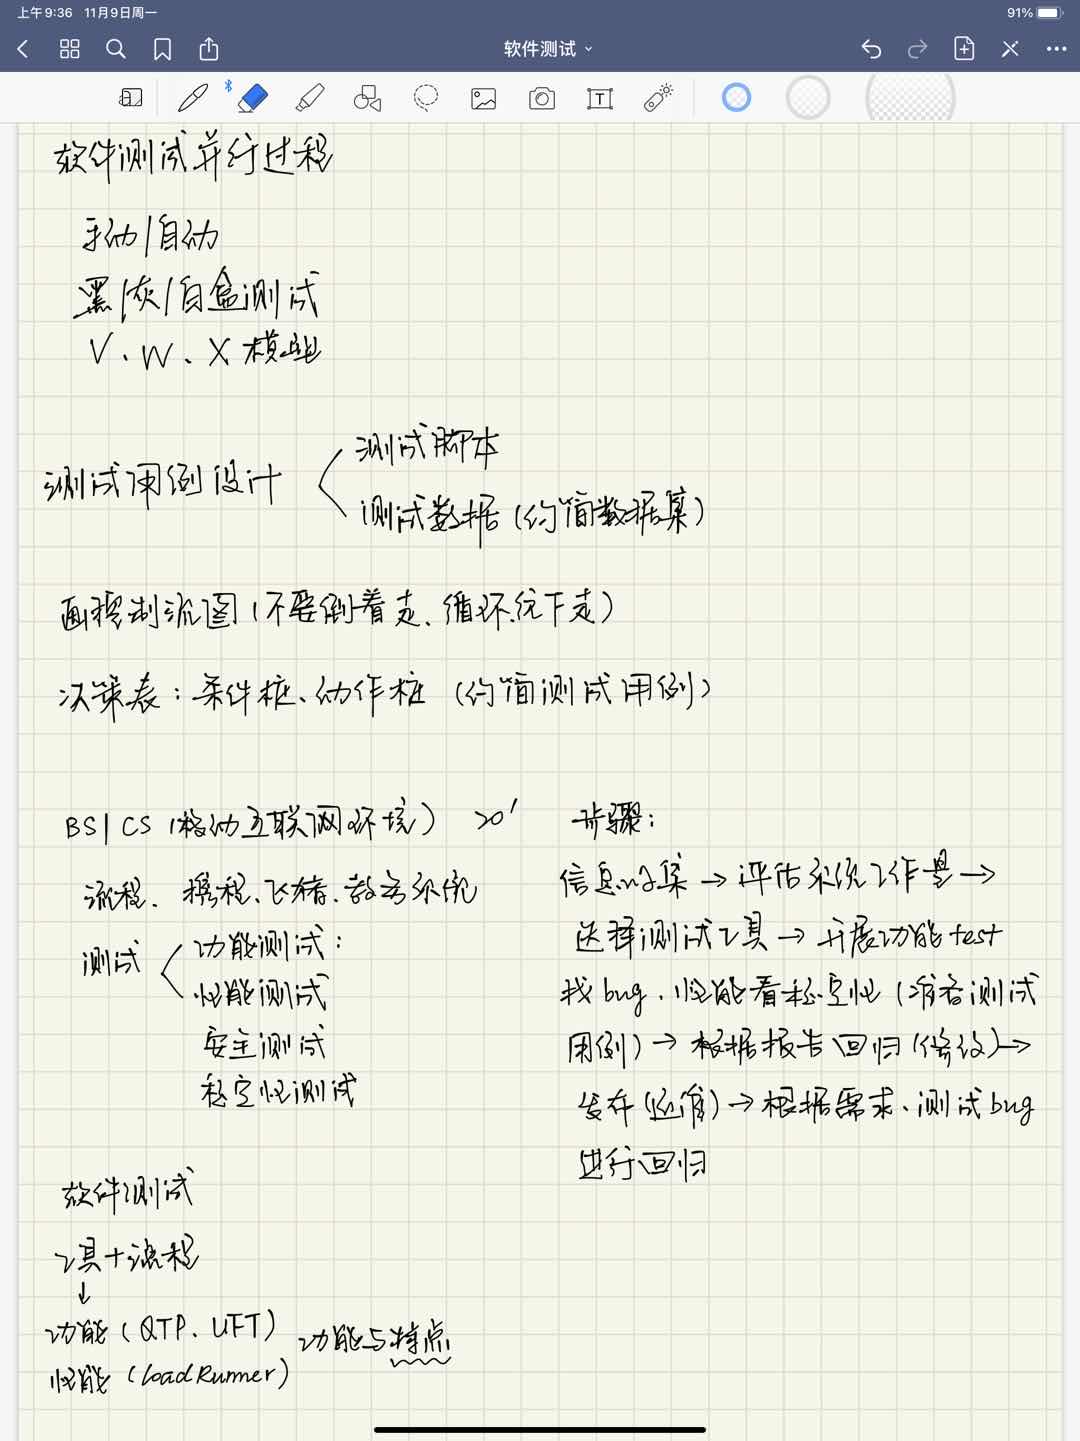 上午9:36 11月9日周一
91%
软件测试
软件测试并行过程
手动/自动
黑/灰/白盒测试
V、W、X模型
测试用例设计
测试脚本
测试数据(约简数据集)
画控制流图(不要倒着走、循环往下走)
决策表:条件桩、动作桩(约简测试用例)
BS/CS(移动互联网环境) 20'
流程、携程、飞猪、教务系统
测试
功能测试:
性能测试
安全测试
稳定性测试
步骤:
信息收集→评估系统工作量→
选择测试工具→开展功能test
找bug、性能看稳定性(准备测试
用例)→根据报告回归(修改)→
发布(运维)→根据需求、测试bug
进行回归
软件测试
工具+流程
↓
功能(QTP、UFT)
性能(LoadRunner)
功能与特点